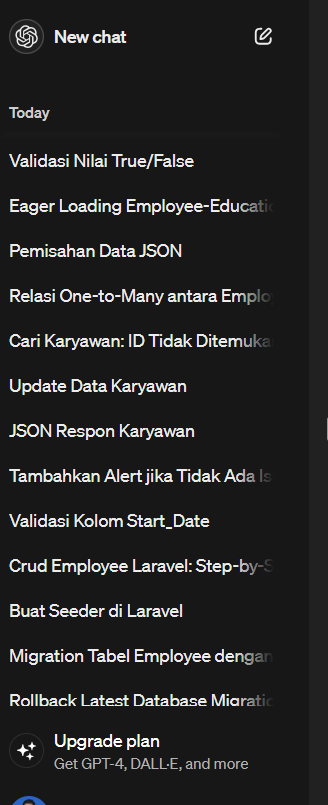 New chat
Today
Validasi Nilai True/False
Eager Loading Employee-Educatio
Pemisahan Data JSON
Relasi One-to-Many antara Emplo
Cari Karyawan: ID Tidak Ditemuka
Update Data Karyawan
JSON Respon Karyawan
Tambahkan Alert jika Tidak Ada Is
Validasi Kolom Start_Date
Crud Employee Laravel: Step-by-S
Buat Seeder di Laravel
Migration Tabel Employee dengan
Rollback Latest Database Migratio
Upgrade plan
Get GPT-4, DALL·E, and more